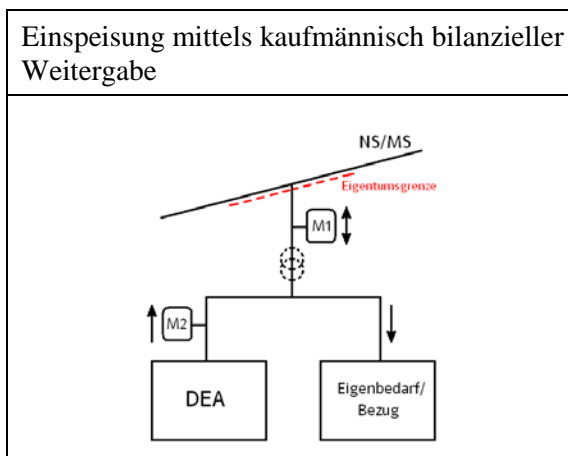 Einspeisung mittels kaufmännisch bilanzieller
Weitergabe
NS/MS
Eigentumsgrenze
M1
M2
DEA
Eigenbedarf/
Bezug